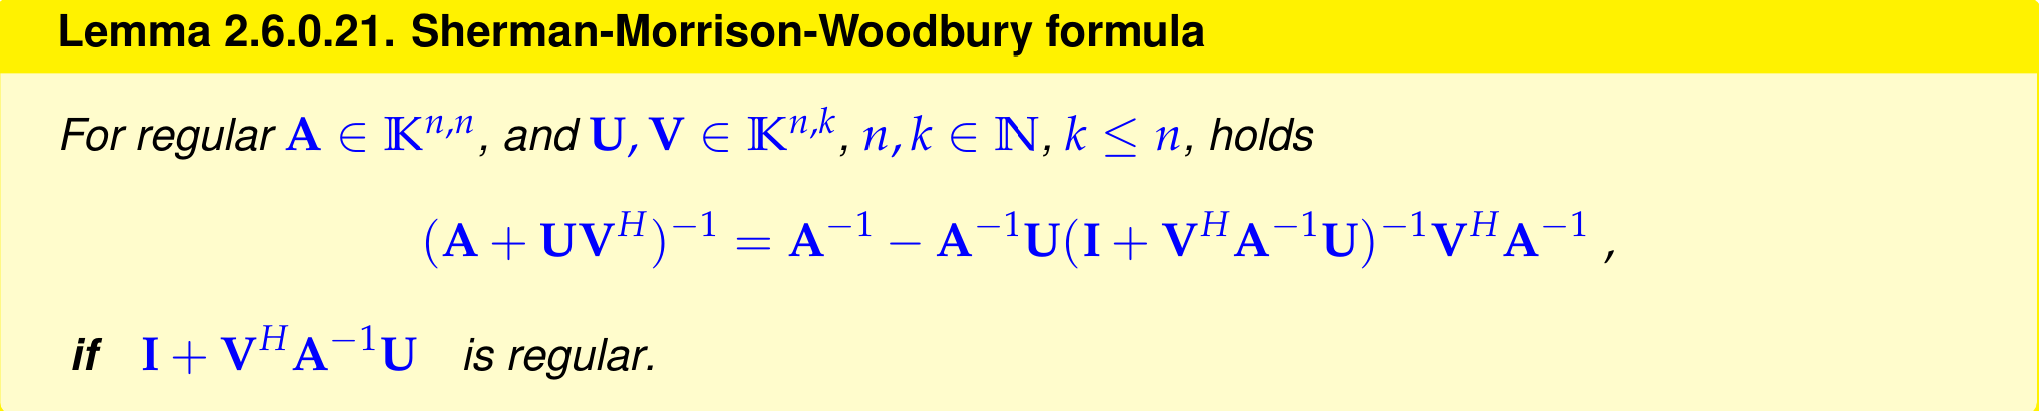 Lemma 2.6.0.21. Sherman-Morrison-Woodbury formula
For regular A ∈ 𝕂^{n,n}, and U, V ∈ 𝕂^{n,k}, n, k ∈ ℕ, k ≤ n, holds
(A + UV^H)^{−1} = A^{−1} − A^{−1}U(I + V^H A^{−1}U)^{−1}V^H A^{−1} ,
if I + V^H A^{−1}U is regular.